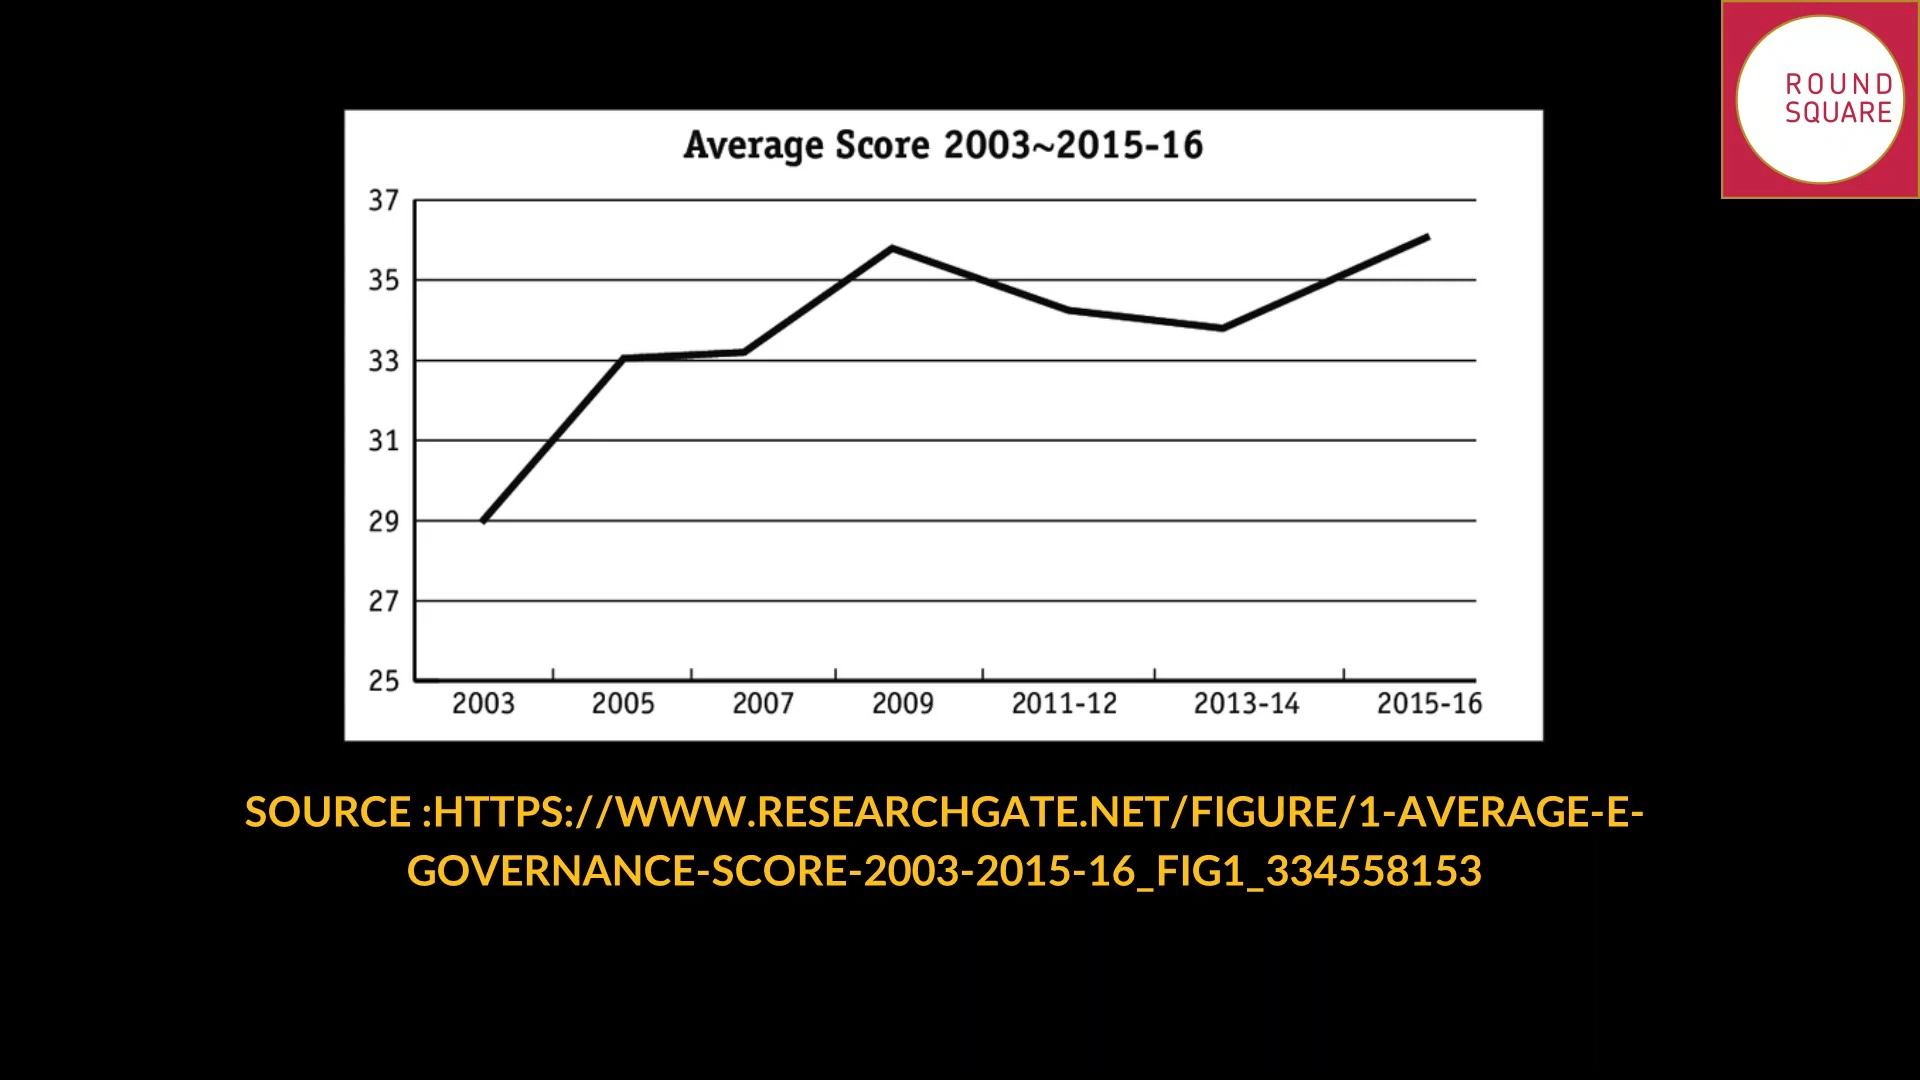 ROUND
SQUARE
Average Score 2003~2015-16
37
35
33
31
29
27
25
2003 2005 2007 2009 2011-12 2013-14 2015-16
SOURCE :HTTPS://WWW.RESEARCHGATE.NET/FIGURE/1-AVERAGE-E-
GOVERNANCE-SCORE-2003-2015-16_FIG1_334558153